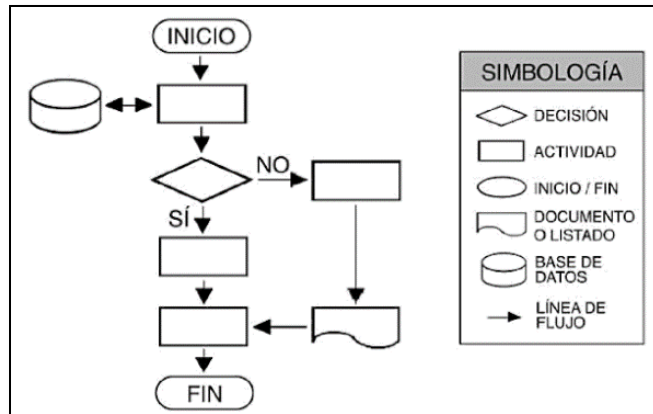 INICIO
NO
SÍ
FIN
SIMBOLOGÍA
DECISIÓN
ACTIVIDAD
INICIO / FIN
DOCUMENTO
O LISTADO
BASE DE
DATOS
LÍNEA DE
FLUJO